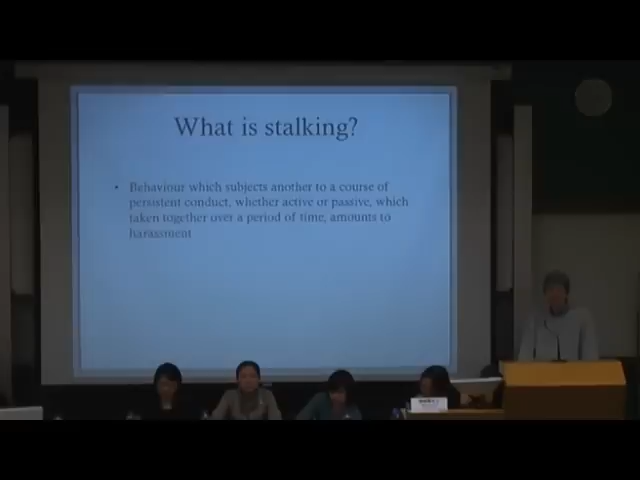 What is stalking?
• Behaviour which subjects another to a course of
persistent conduct, whether active or passive, which
taken together over a period of time, amounts to
harassment